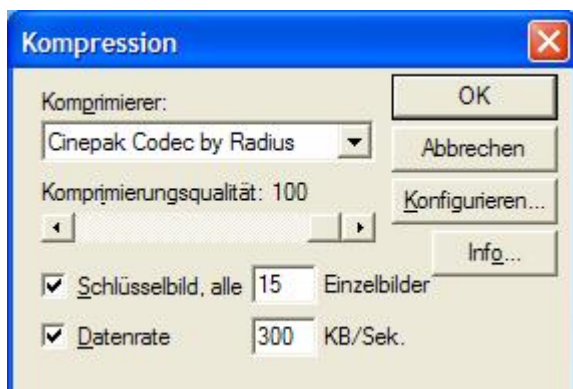 Kompression
Komprimierer:
Cinepak Codec by Radius
Komprimierungsqualität: 100
Schlüsselbild, alle 15 Einzelbilder
Datenrate 300 KB/Sek.
OK
Abbrechen
Konfigurieren...
Info...